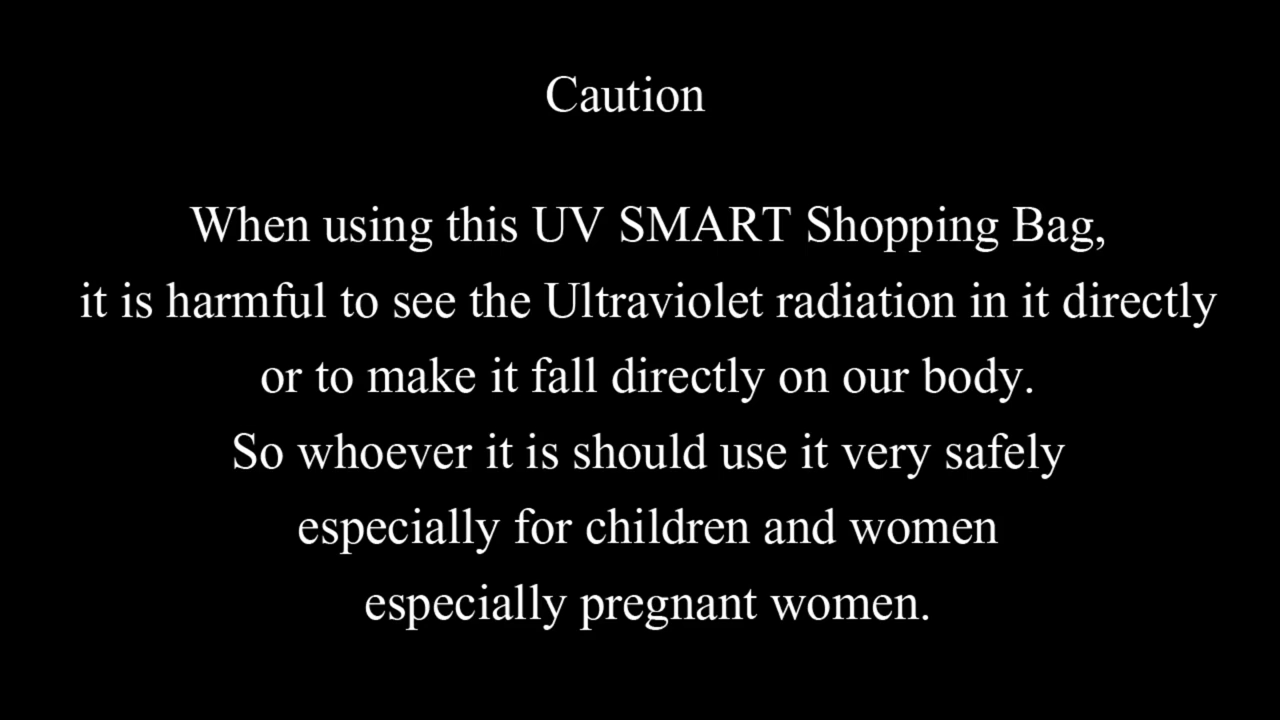 Caution
When using this UV SMART Shopping Bag,
it is harmful to see the Ultraviolet radiation in it directly
or to make it fall directly on our body.
So whoever it is should use it very safely
especially for children and women
especially pregnant women.